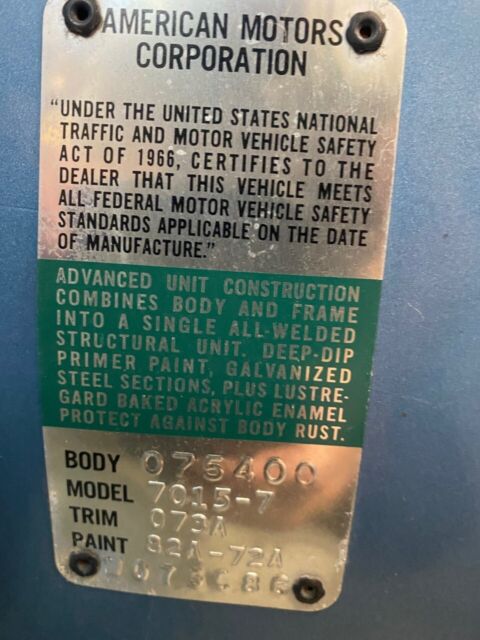 AMERICAN MOTORS
CORPORATION
"UNDER THE UNITED STATES NATIONAL
TRAFFIC AND MOTOR VEHICLE SAFETY
ACT OF 1966, CERTIFIES TO THE
DEALER THAT THIS VEHICLE MEETS
ALL FEDERAL MOTOR VEHICLE SAFETY
STANDARDS APPLICABLE ON THE DATE
OF MANUFACTURE."
ADVANCED UNIT CONSTRUCTION
COMBINES BODY AND FRAME
INTO A SINGLE ALL-WELDED
STRUCTURAL UNIT. DEEP-DIP
PRIMER PAINT, GALVANIZED
STEEL SECTIONS, PLUS LUSTRE-
GARD BAKED ACRYLIC ENAMEL
PROTECT AGAINST BODY RUST.
BODY 075400
MODEL 7015-7
TRIM 073A
PAINT 82A-72A